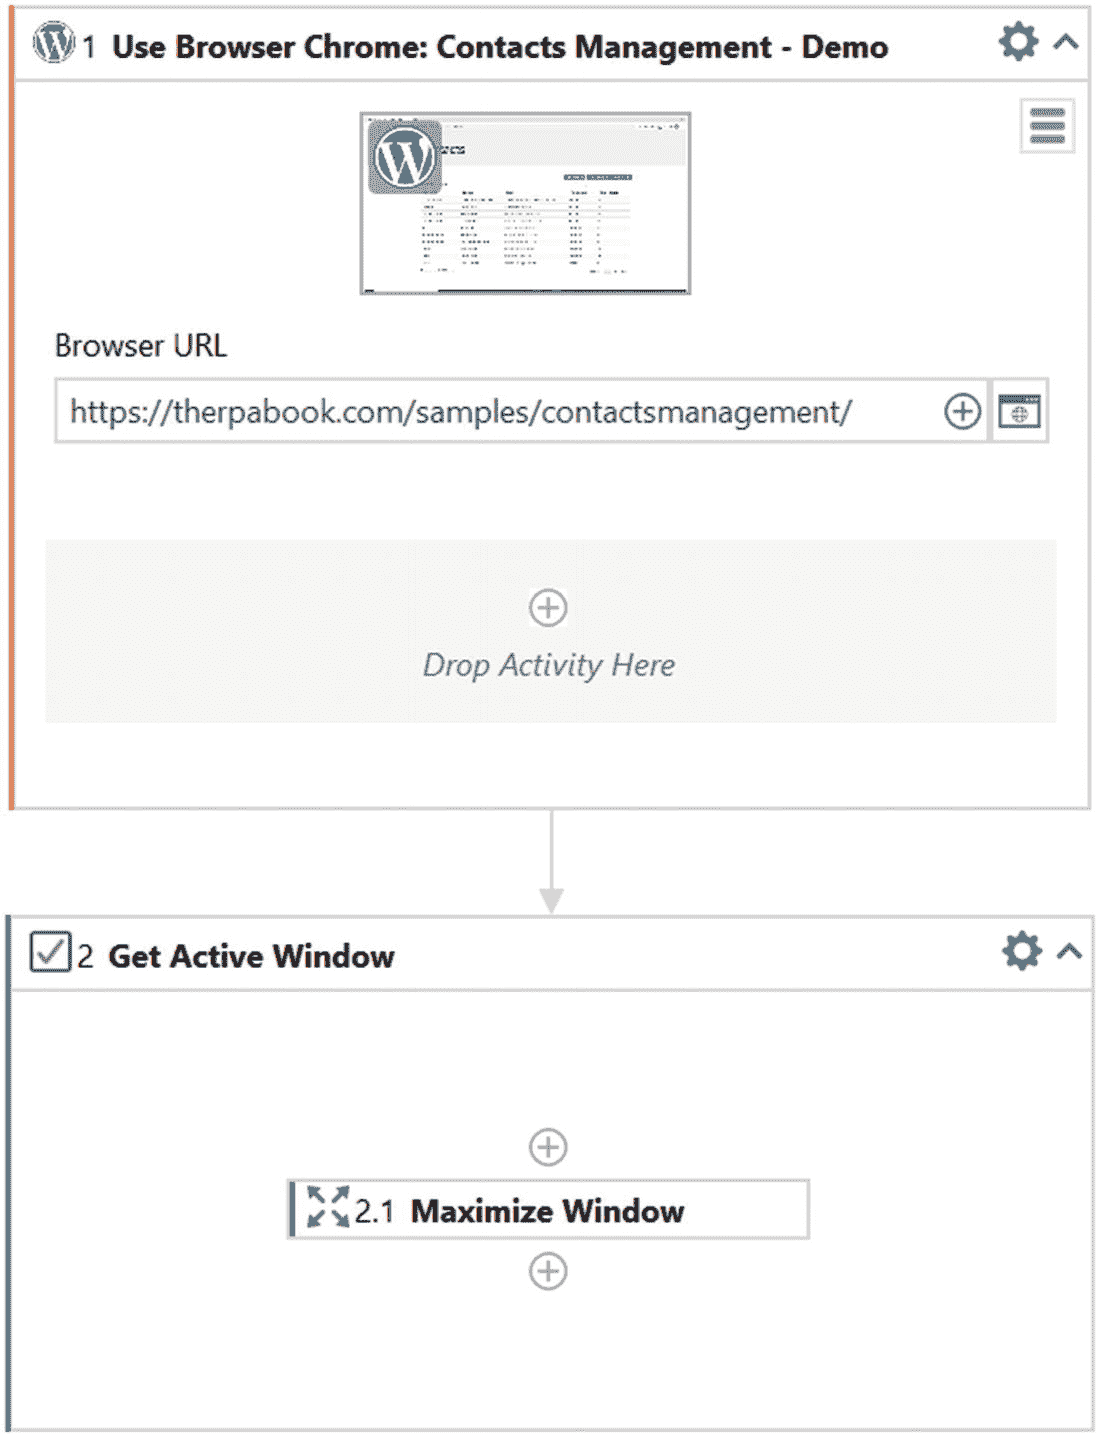 1 Use Browser Chrome: Contacts Management - Demo
Browser URL
https://therpabook.com/samples/contactsmanagement/
Drop Activity Here
2 Get Active Window
2.1 Maximize Window